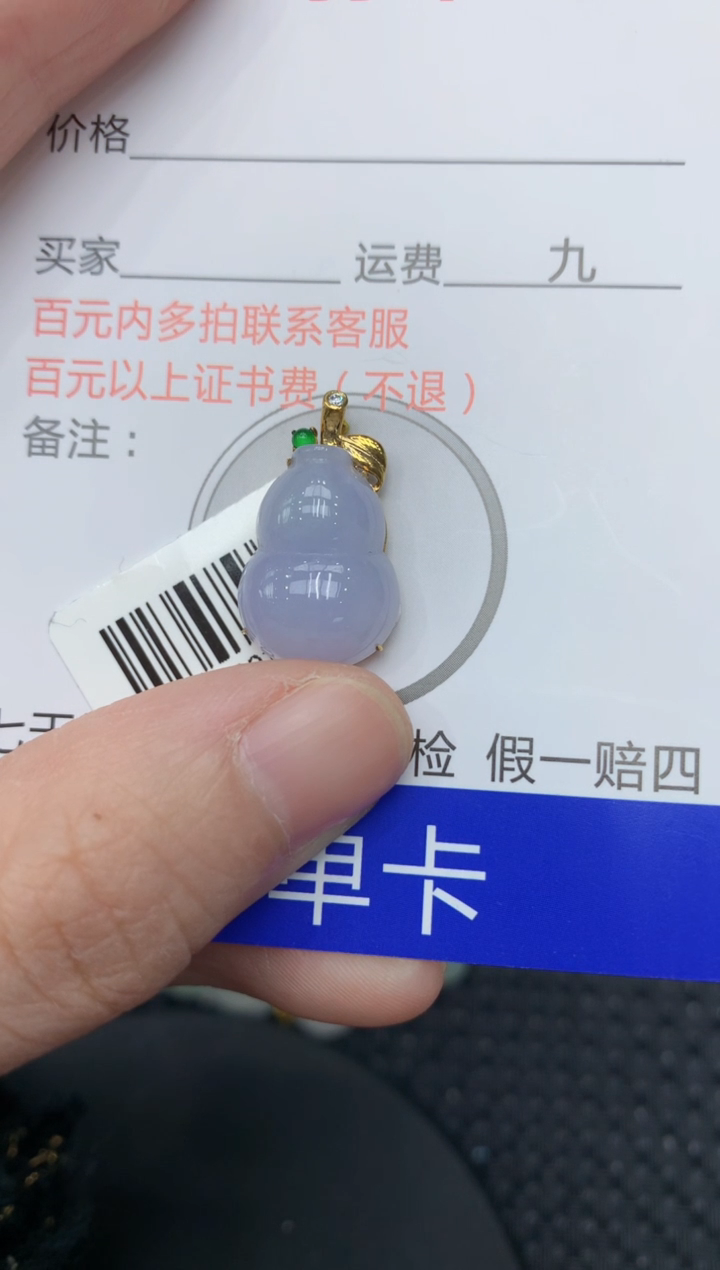 价格
买家 运费 九
百元内多拍联系客服
百元以上证书费(不退)
备注：
检 假一赔四
单卡